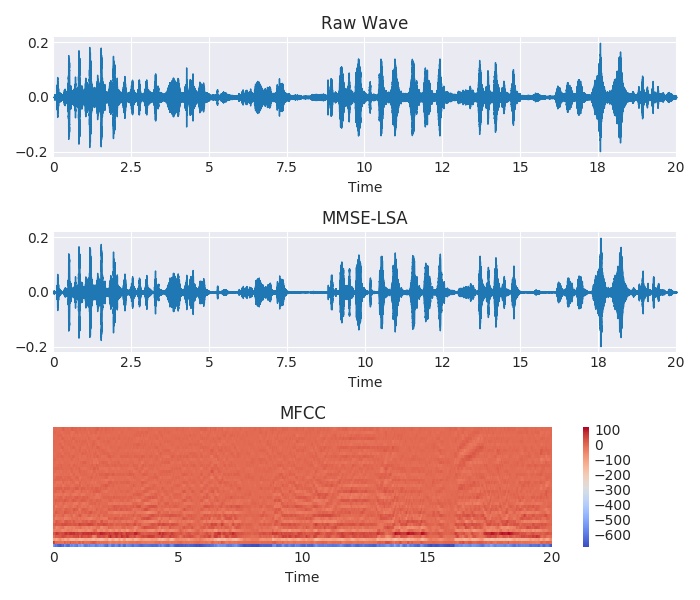 Raw Wave
0.2
0.0
−0.2
0 2.5 5 7.5 10 12 15 18 20
Time
MMSE-LSA
0.2
0.0
−0.2
0 2.5 5 7.5 10 12 15 18 20
Time
MFCC
100
0
−100
−200
−300
−400
−500
−600
0 5 10 15 20
Time